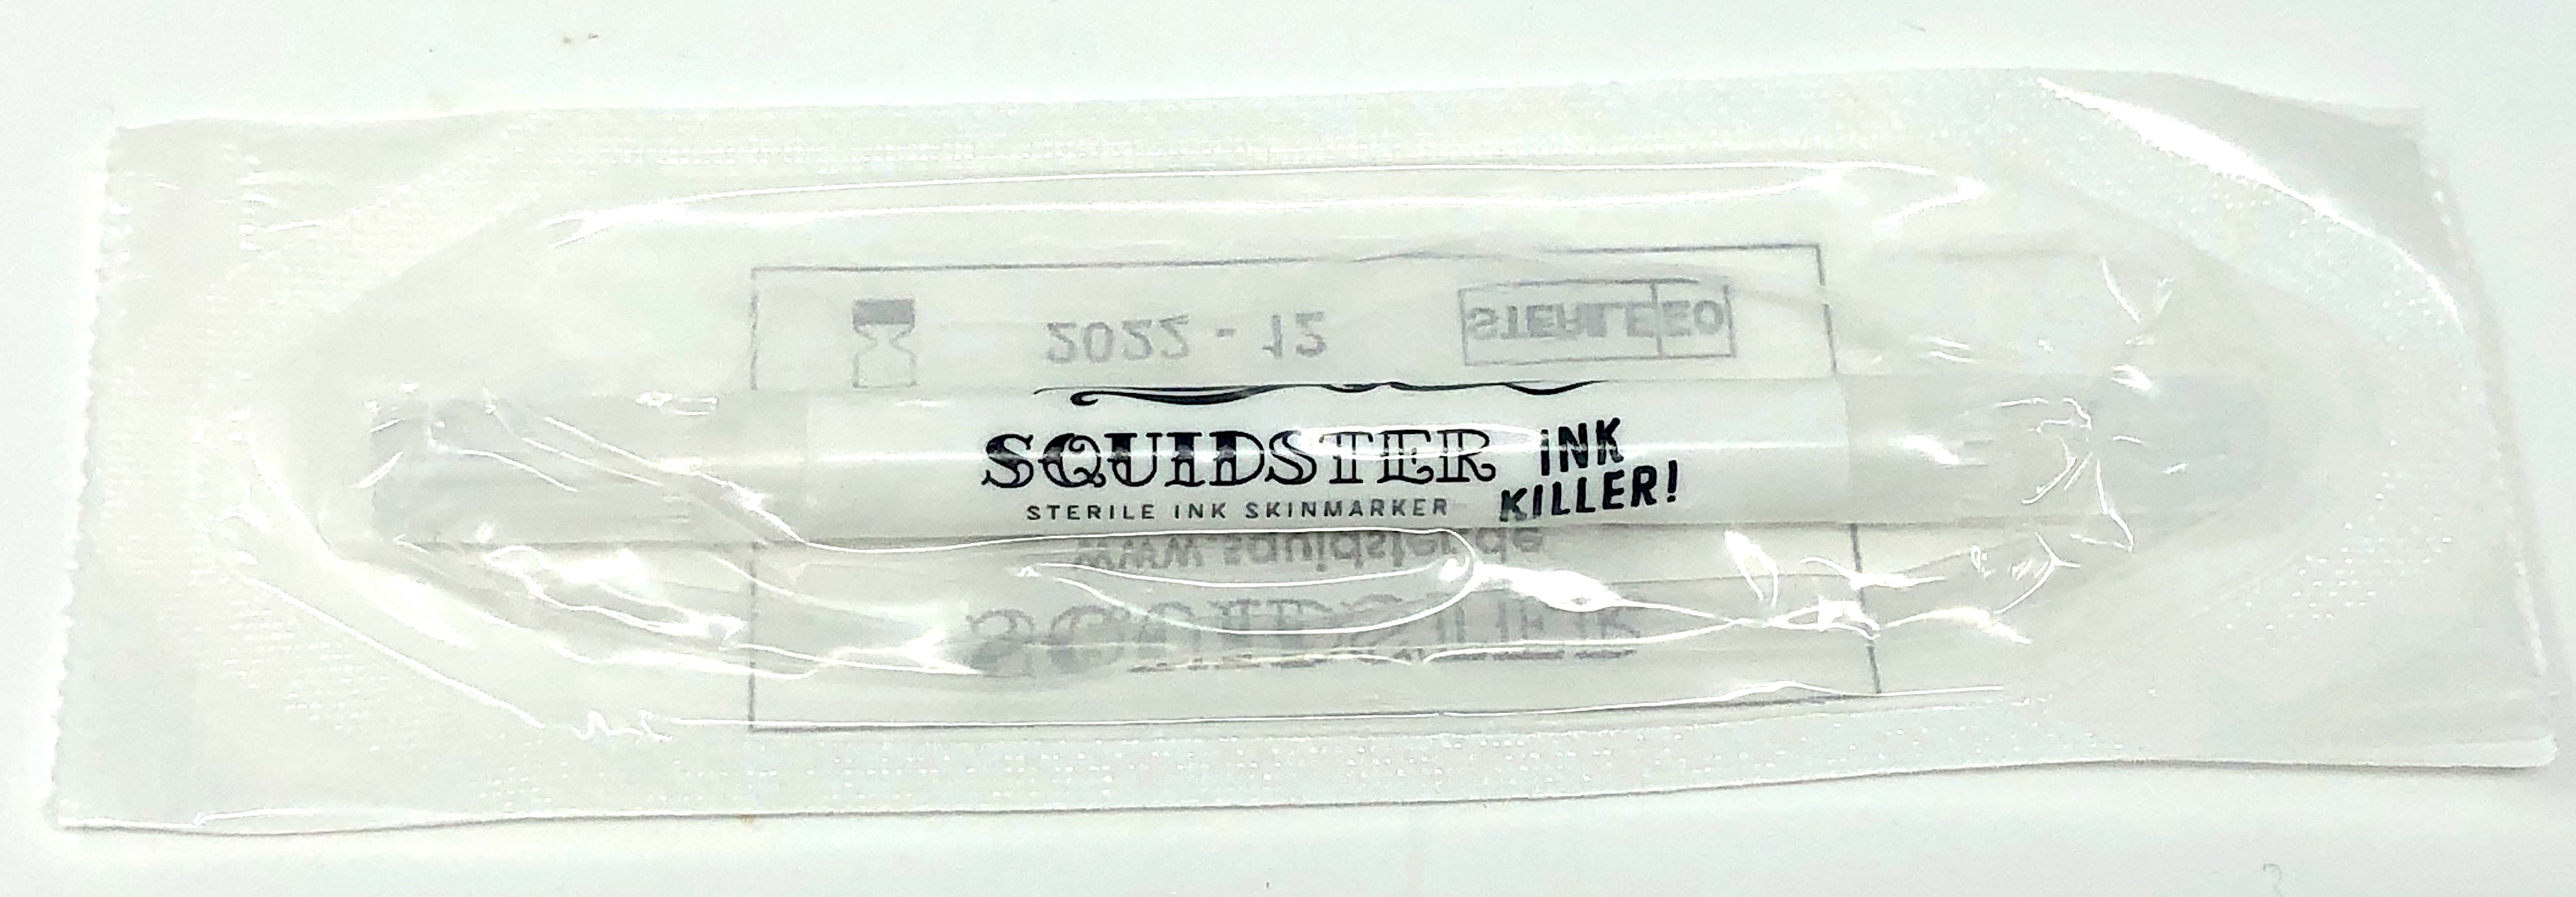 2022 - 12
STERILE EO
SQUIDSTER
STERILE INK SKINMARKER
INK
KILLER!
www.squidster.de
SQUIDSTER